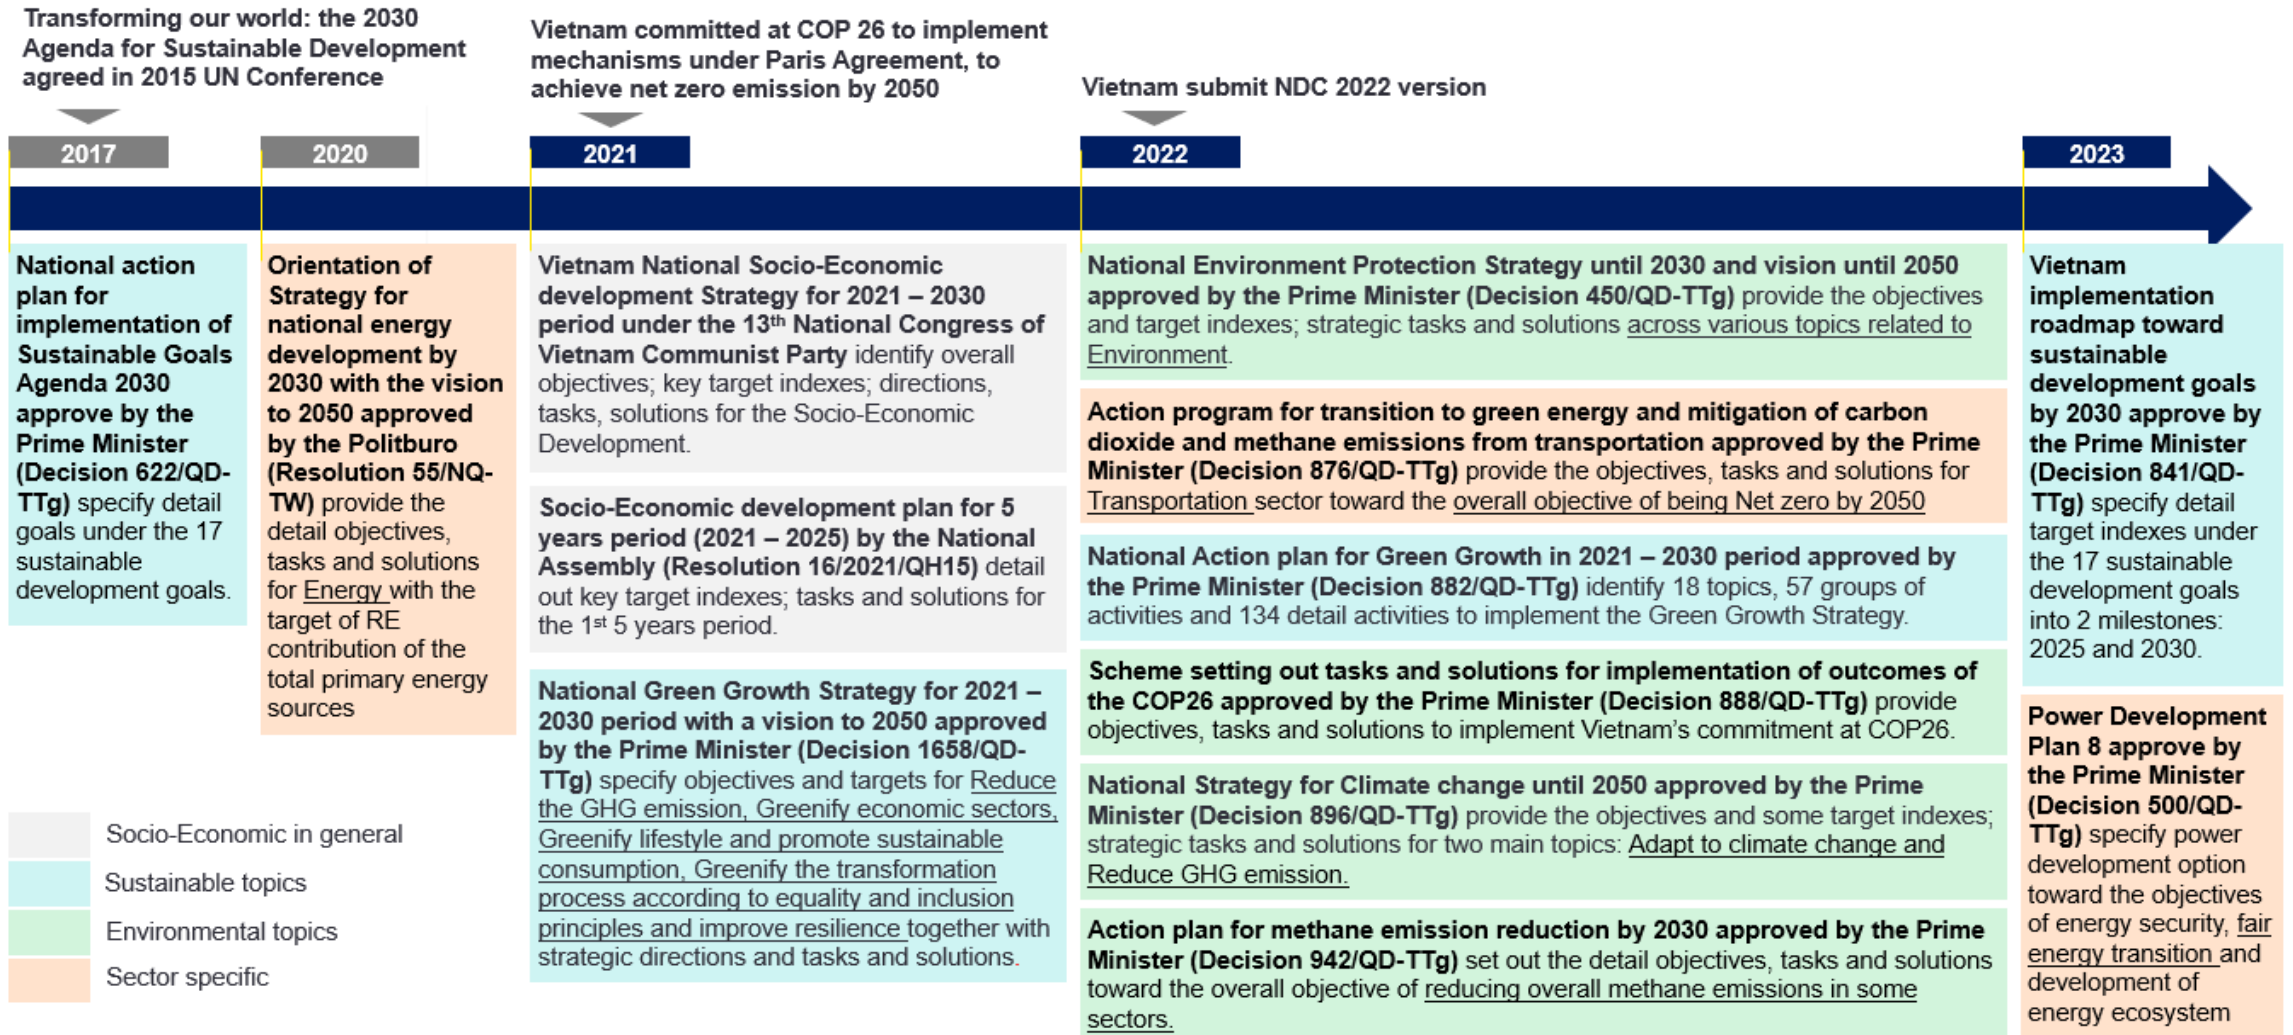 Transforming our world: the 2030
Agenda for Sustainable Development
agreed in 2015 UN Conference
Vietnam committed at COP 26 to implement
mechanisms under Paris Agreement, to
achieve net zero emission by 2050
Vietnam submit NDC 2022 version
2017
2020
2021
2022
2023
National action
plan for
implementation of
Sustainable Goals
Agenda 2030
approve by the
Prime Minister
(Decision 622/QD-
TTg) specify detail
goals under the 17
sustainable
development goals.
Orientation of
Strategy for
national energy
development by
2030 with the vision
to 2050 approved
by the Politburo
(Resolution 55/NQ-
TW) provide the
detail objectives,
tasks and solutions
for Energy with the
target of RE
contribution of the
total primary energy
sources
Vietnam National Socio-Economic
development Strategy for 2021 – 2030
period under the 13th National Congress of
Vietnam Communist Party identify overall
objectives; key target indexes; directions,
tasks, solutions for the Socio-Economic
Development.
Socio-Economic development plan for 5
years period (2021 – 2025) by the National
Assembly (Resolution 16/2021/QH15) detail
out key target indexes; tasks and solutions for
the 1st 5 years period.
National Green Growth Strategy for 2021 –
2030 period with a vision to 2050 approved
by the Prime Minister (Decision 1658/QD-
TTg) specify objectives and targets for Reduce
the GHG emission, Greenify economic sectors,
Greenify lifestyle and promote sustainable
consumption, Greenify the transformation
process according to equality and inclusion
principles and improve resilience together with
strategic directions and tasks and solutions.
National Environment Protection Strategy until 2030 and vision until 2050
approved by the Prime Minister (Decision 450/QD-TTg) provide the objectives
and target indexes; strategic tasks and solutions across various topics related to
Environment.
Action program for transition to green energy and mitigation of carbon
dioxide and methane emissions from transportation approved by the Prime
Minister (Decision 876/QD-TTg) provide the objectives, tasks and solutions for
Transportation sector toward the overall objective of being Net zero by 2050
National Action plan for Green Growth in 2021 – 2030 period approved by
the Prime Minister (Decision 882/QD-TTg) identify 18 topics, 57 groups of
activities and 134 detail activities to implement the Green Growth Strategy.
Scheme setting out tasks and solutions for implementation of outcomes of
the COP26 approved by the Prime Minister (Decision 888/QD-TTg) provide
objectives, tasks and solutions to implement Vietnam’s commitment at COP26.
National Strategy for Climate change until 2050 approved by the Prime
Minister (Decision 896/QD-TTg) provide the objectives and some target indexes;
strategic tasks and solutions for two main topics: Adapt to climate change and
Reduce GHG emission.
Action plan for methane emission reduction by 2030 approved by the Prime
Minister (Decision 942/QD-TTg) set out the detail objectives, tasks and solutions
toward the overall objective of reducing overall methane emissions in some
sectors.
Vietnam
implementation
roadmap toward
sustainable
development goals
by 2030 approve by
the Prime Minister
(Decision 841/QD-
TTg) specify detail
target indexes under
the 17 sustainable
development goals
into 2 milestones:
2025 and 2030.
Power Development
Plan 8 approve by
the Prime Minister
(Decision 500/QD-
TTg) specify power
development option
toward the objectives
of energy security, fair
energy transition and
development of
energy ecosystem
Socio-Economic in general
Sustainable topics
Environmental topics
Sector specific